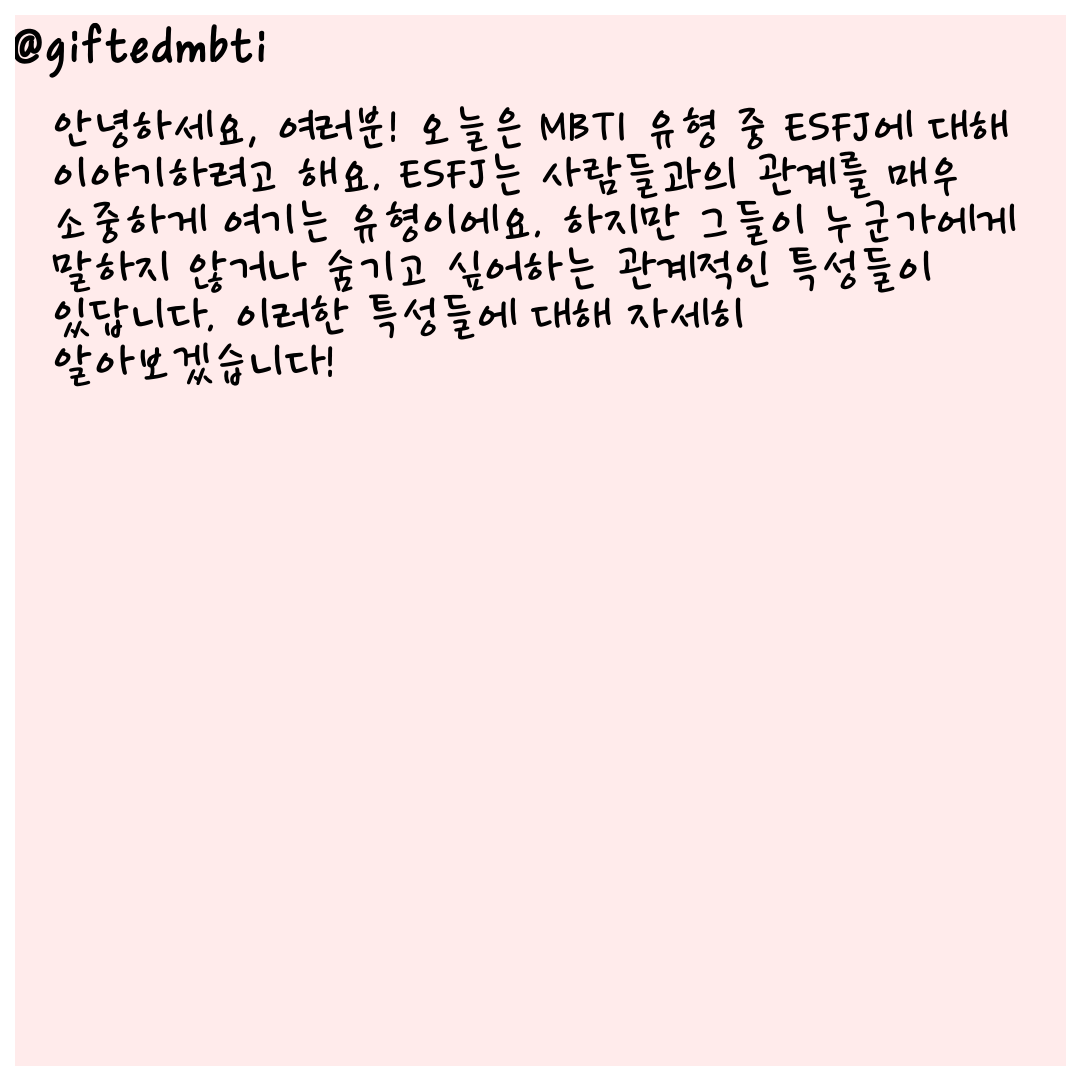 @giftedmbti
안녕하세요, 여러분! 오늘은 MBTI 유형 중 ESFJ에 대해
이야기하려고 해요. ESFJ는 사람들과의 관계를 매우
소중하게 여기는 유형이에요. 하지만 그들이 누군가에게
말하지 않거나 숨기고 싶어하는 관계적인 특성들이
있답니다. 이러한 특성들에 대해 자세히
알아보겠습니다!